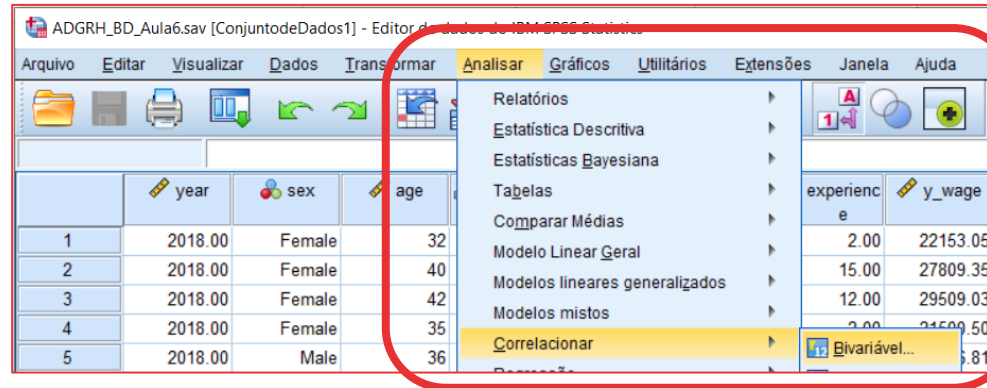 ADGRH_BD_Aula6.sav [ConjuntodeDados1] - Editor de dados do IBM SPSS Statistics
Arquivo Editar Visualizar Dados Transformar Analisar Gráficos Utilitários Extensões Janela Ajuda
Relatórios
Estatística Descritiva
Estatísticas Bayesiana
Tabelas
Comparar Médias
Modelo Linear Geral
Modelos lineares generalizados
Modelos mistos
Correlacionar
Bivariável...
year sex age experienc
e y_wage
1 2018.00 Female 32 2.00 22153.05
2 2018.00 Female 40 15.00 27809.35
3 2018.00 Female 42 12.00 29509.03
4 2018.00 Female 35
5 2018.00 Male 36